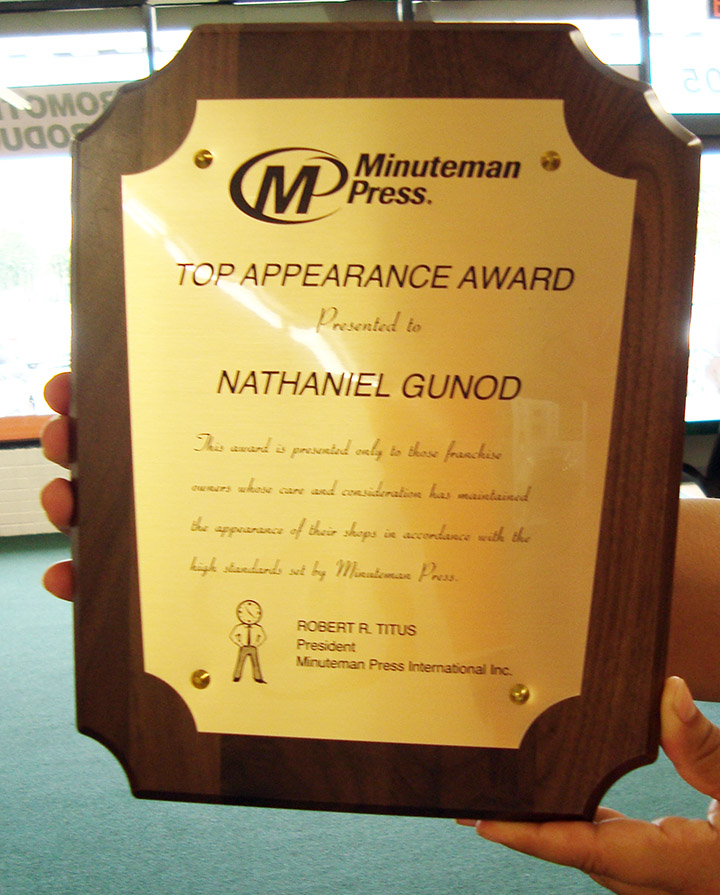 Minuteman
Press.
TOP APPEARANCE AWARD
Presented to
NATHANIEL GUNOD
This award is presented only to those franchise
owners whose care and consideration has maintained
the appearance of their shops in accordance with the
high standards set by Minuteman Press.
ROBERT R. TITUS
President
Minuteman Press International Inc.